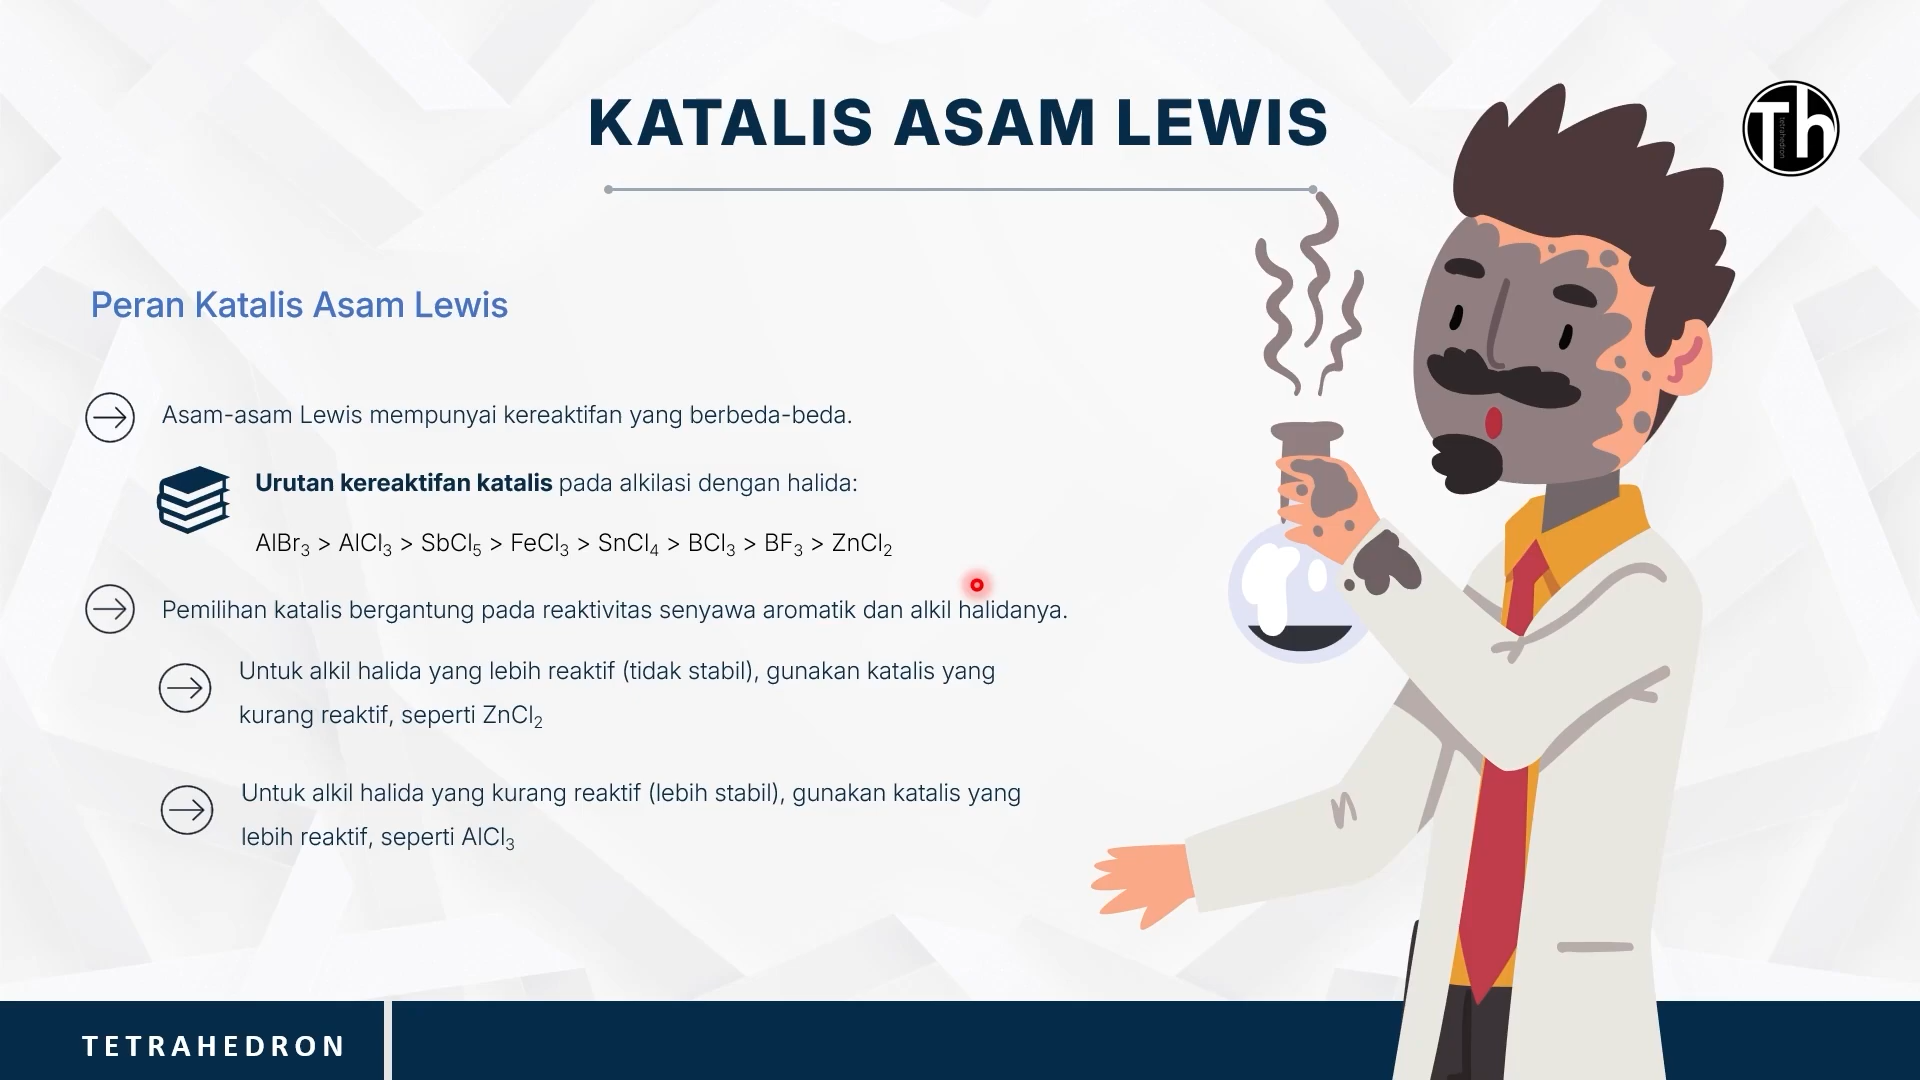 KATALIS ASAM LEWIS
Th
tetrahedron
Peran Katalis Asam Lewis
Asam-asam Lewis mempunyai kereaktifan yang berbeda-beda.
Urutan kereaktifan katalis pada alkilasi dengan halida:
AlBr₃ > AlCl₃ > SbCl₅ > FeCl₃ > SnCl₄ > BCl₃ > BF₃ > ZnCl₂
Pemilihan katalis bergantung pada reaktivitas senyawa aromatik dan alkil halidanya.
Untuk alkil halida yang lebih reaktif (tidak stabil), gunakan katalis yang
kurang reaktif, seperti ZnCl₂
Untuk alkil halida yang kurang reaktif (lebih stabil), gunakan katalis yang
lebih reaktif, seperti AlCl₃
TETRAHEDRON